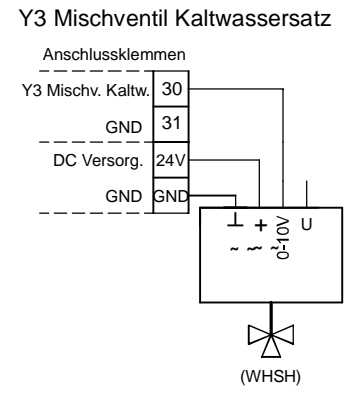 Y3 Mischventil Kaltwassersatz
Anschlussklemmen
Y3 Mischv. Kaltw. 30
GND 31
DC Versorg. 24V
GND GND
⊥ + 0-10V U
~ ~ ~
(WHSH)